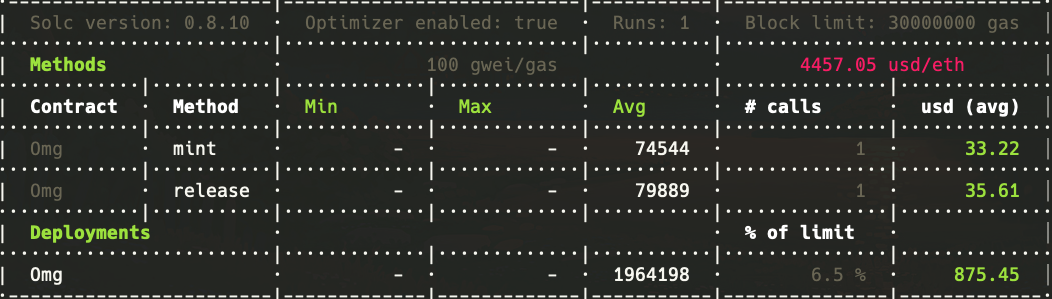 Solc version: 0.8.10 Optimizer enabled: true Runs: 1 Block limit: 30000000 gas
Methods 100 gwei/gas 4457.05 usd/eth
Contract Method Min Max Avg # calls usd (avg)
Omg mint - - 74544 1 33.22
Omg release - - 79889 1 35.61
Deployments % of limit
Omg - - 1964198 6.5 % 875.45